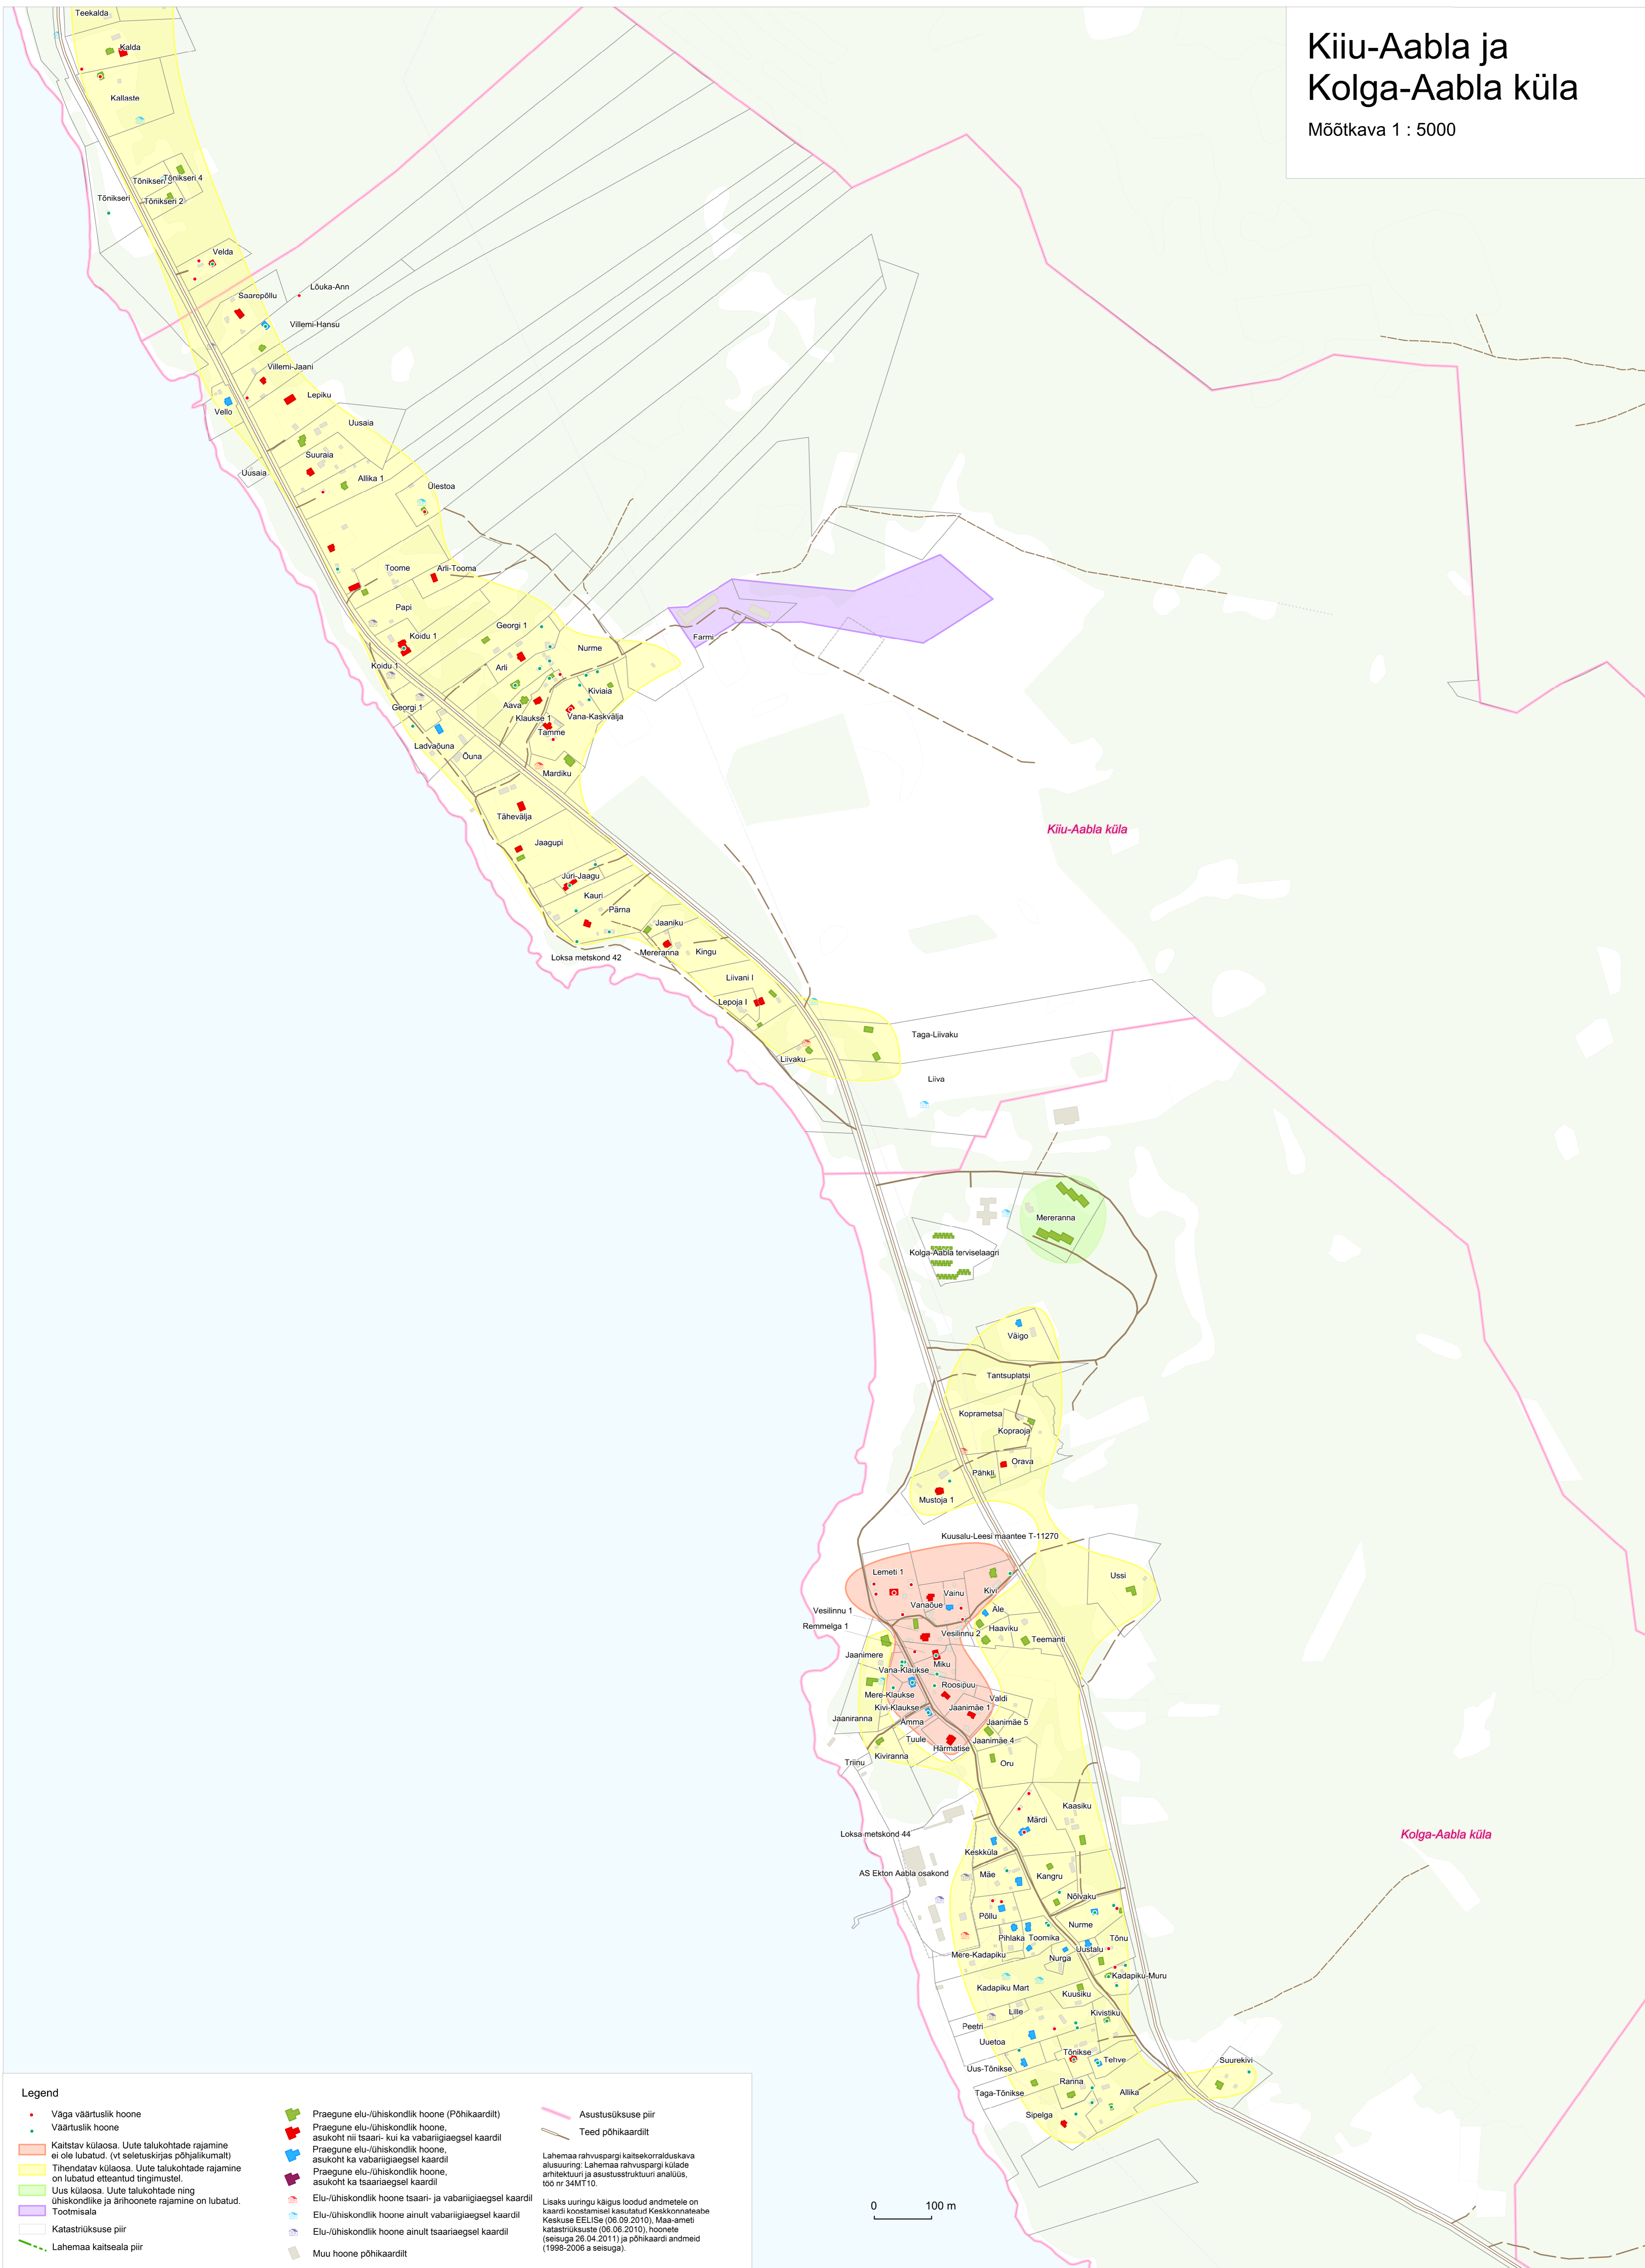 Kiiu-Aabla ja
Kolga-Aabla küla
Mõõtkava 1 : 5000
Teekalda
Kalda
Kallaste
Tõnikseri 3
Tõnikseri 4
Tõnikseri
Tõnikseri 2
Velda
Lõuka-Ann
Saarepõllu
Villemi-Hansu
Villemi-Jaani
Lepiku
Vello
Uusaia
Suuraia
Uusaia
Allika 1
Ülestoa
Toome
Arli-Tooma
Papi
Georgi 1
Koidu 1
Farmi
Nurme
Koidu 1
Arli
Kiviaia
Georgi 1
Aava
Klaukse 1
Vana-Kaskvälja
Tamme
Ladvaõuna
Õuna
Mardiku
Tähevälja
Kiiu-Aabla küla
Jaagupi
Jüri-Jaagu
Kauri
Pärna
Jaaniku
Mereranna
Kingu
Loksa metskond 42
Liivani I
Lepoja I
Taga-Liivaku
Liivaku
Liiva
Mereranna
Kolga-Aabla terviselaagri
Väigo
Tantsuplatsi
Koprametsa
Kopraoja
Orava
Pähkli
Mustoja 1
Kuusalu-Leesi maantee T-11270
Lemeti 1
Ussi
Vainu
Kivi
Vanaõue
Vesilinnu 1
Äle
Remmelga 1
Haaviku
Vesilinnu 2
Teemanti
Jaanimere
Miku
Vana-Klaukse
Roosipuu
Mere-Klaukse
Valdi
Kivi-Klaukse
Jaanimäe 1
Jaaniranna
Amma
Jaanimäe 5
Tuule
Jaanimäe 4
Härmatise
Kiviranna
Triinu
Oru
Kaasiku
Märdi
Loksa metskond 44
Kolga-Aabla küla
Keskküla
AS Ekton Aabla osakond
Mäe
Kangru
Nõlvaku
Põllu
Nurme
Pihlaka
Toomika
Tõnu
Uustalu
Mere-Kadapiku
Nurga
Kadapiku-Muru
Kadapiku Mart
Kuusiku
Lille
Kivistiku
Peetri
Uuetoa
Tõnikse
Tehve
Suurekivi
Uus-Tõnikse
Ranna
Taga-Tõnikse
Allika
Sipelga
Legend
Väga väärtuslik hoone
Väärtuslik hoone
Kaitstav külaosa. Uute talukohtade rajamine
ei ole lubatud. (vt seletuskirjas põhjalikumalt)
Tihendatav külaosa. Uute talukohtade rajamine
on lubatud etteantud tingimustel.
Uus külaosa. Uute talukohtade ning
ühiskondlike ja ärihoonete rajamine on lubatud.
Tootmisala
Katastriüksuse piir
Lahemaa kaitseala piir
Praegune elu-/ühiskondlik hoone (Põhikaardilt)
Praegune elu-/ühiskondlik hoone,
asukoht nii tsaari- kui ka vabariigiaegsel kaardil
Praegune elu-/ühiskondlik hoone,
asukoht ka vabariigiaegsel kaardil
Praegune elu-/ühiskondlik hoone,
asukoht ka tsaariaegsel kaardil
Elu-/ühiskondlik hoone tsaari- ja vabariigiaegsel kaardil
Elu-/ühiskondlik hoone ainult vabariigiaegsel kaardil
Elu-/ühiskondlik hoone ainult tsaariaegsel kaardil
Muu hoone põhikaardilt
Asustusüksuse piir
Teed põhikaardilt
Lahemaa rahvuspargi kaitsekorralduskava
alusuuring: Lahemaa rahvuspargi külade
arhitektuuri ja asustusstruktuuri analüüs,
töö nr 34MT10.
Lisaks uuringu käigus loodud andmetele on
kaardi koostamisel kasutatud Keskkonnateabe
Keskuse EELISe (06.09.2010), Maa-ameti
katastriüksuste (06.06.2010), hoonete
(seisuga 26.04.2011) ja põhikaardi andmeid
(1998-2006 a seisuga).
0 100 m